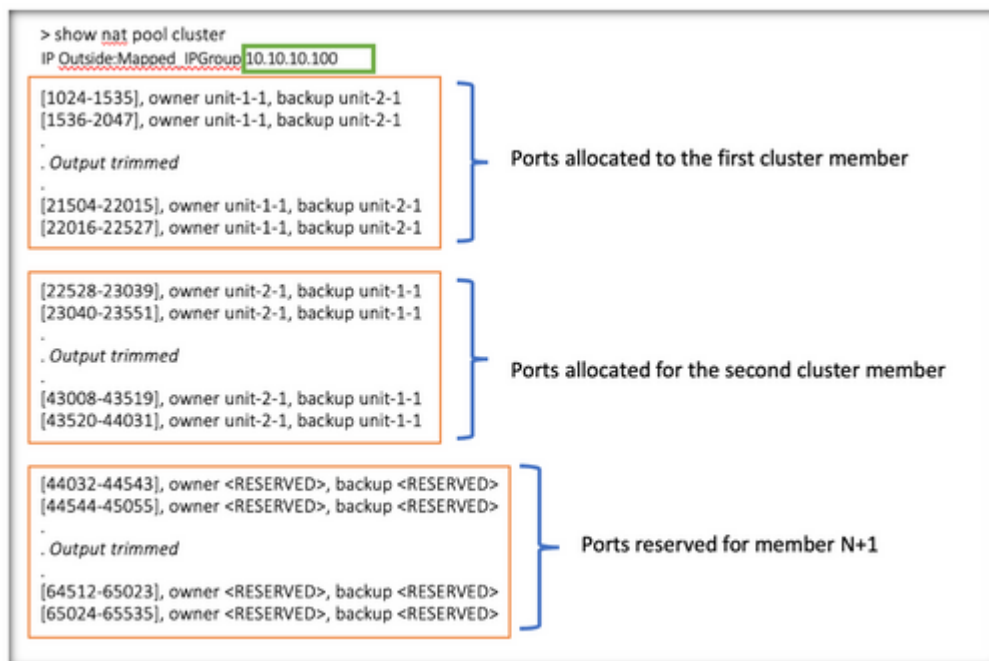 > show nat pool cluster
IP Outside:Mapped_IPGroup 10.10.10.100
[1024-1535], owner unit-1-1, backup unit-2-1
[1536-2047], owner unit-1-1, backup unit-2-1
.
. Output trimmed
.
[21504-22015], owner unit-1-1, backup unit-2-1
[22016-22527], owner unit-1-1, backup unit-2-1
Ports allocated to the first cluster member
[22528-23039], owner unit-2-1, backup unit-1-1
[23040-23551], owner unit-2-1, backup unit-1-1
.
. Output trimmed
.
[43008-43519], owner unit-2-1, backup unit-1-1
[43520-44031], owner unit-2-1, backup unit-1-1
Ports allocated for the second cluster member
[44032-44543], owner <RESERVED>, backup <RESERVED>
[44544-45055], owner <RESERVED>, backup <RESERVED>
.
. Output trimmed
.
[64512-65023], owner <RESERVED>, backup <RESERVED>
[65024-65535], owner <RESERVED>, backup <RESERVED>
Ports reserved for member N+1